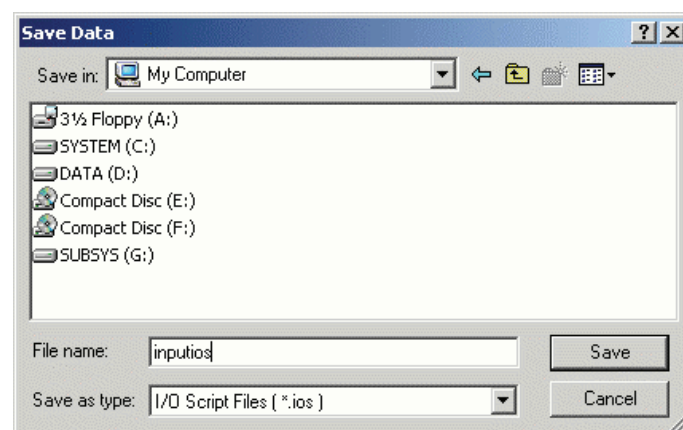 Save Data
Save in: My Computer
3½ Floppy (A:)
SYSTEM (C:)
DATA (D:)
Compact Disc (E:)
Compact Disc (F:)
SUBSYS (G:)
File name: inputios Save
Save as type: I/O Script Files ( *.ios ) Cancel